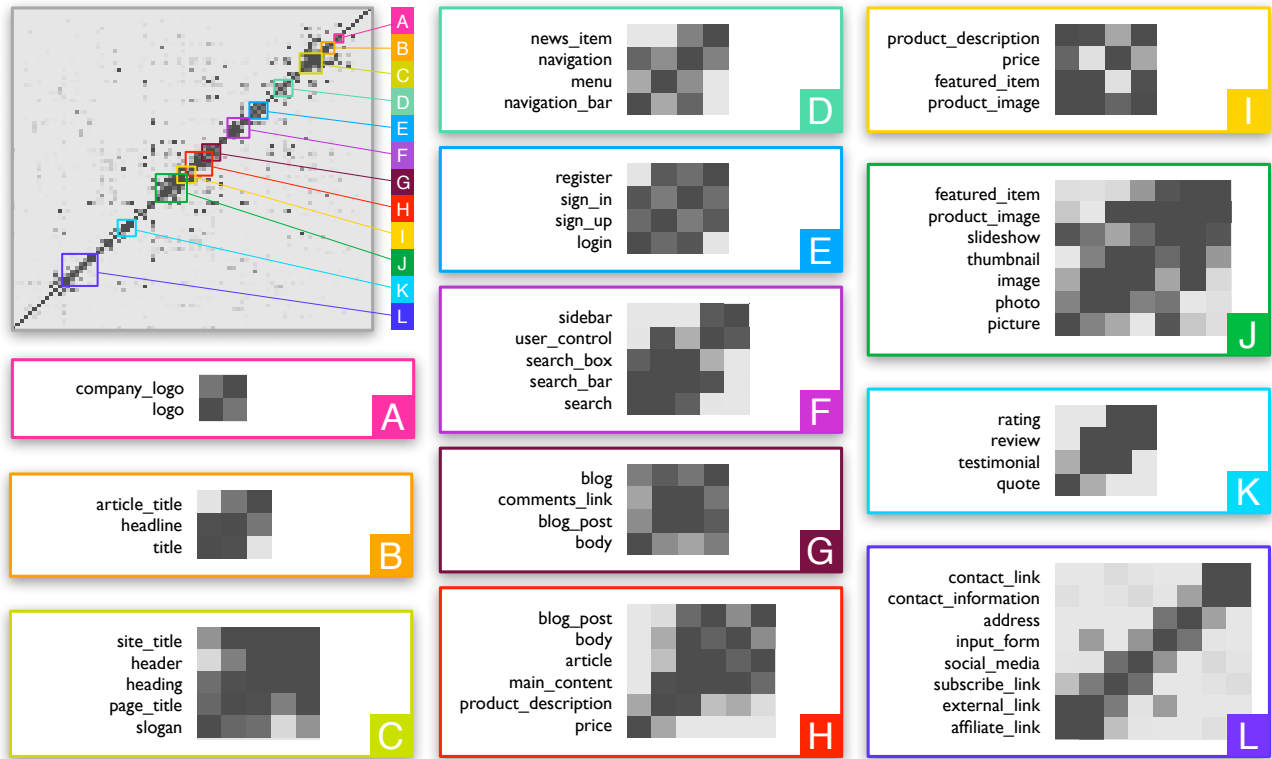 A
B
C
D
E
F
G
H
I
J
K
L
company_logo
logo
A
article_title
headline
title
B
site_title
header
heading
page_title
slogan
C
news_item
navigation
menu
navigation_bar
D
register
sign_in
sign_up
login
E
sidebar
user_control
search_box
search_bar
search
F
blog
comments_link
blog_post
body
G
blog_post
body
article
main_content
product_description
price
H
product_description
price
featured_item
product_image
I
featured_item
product_image
slideshow
thumbnail
image
photo
picture
J
rating
review
testimonial
quote
K
contact_link
contact_information
address
input_form
social_media
subscribe_link
external_link
affiliate_link
L